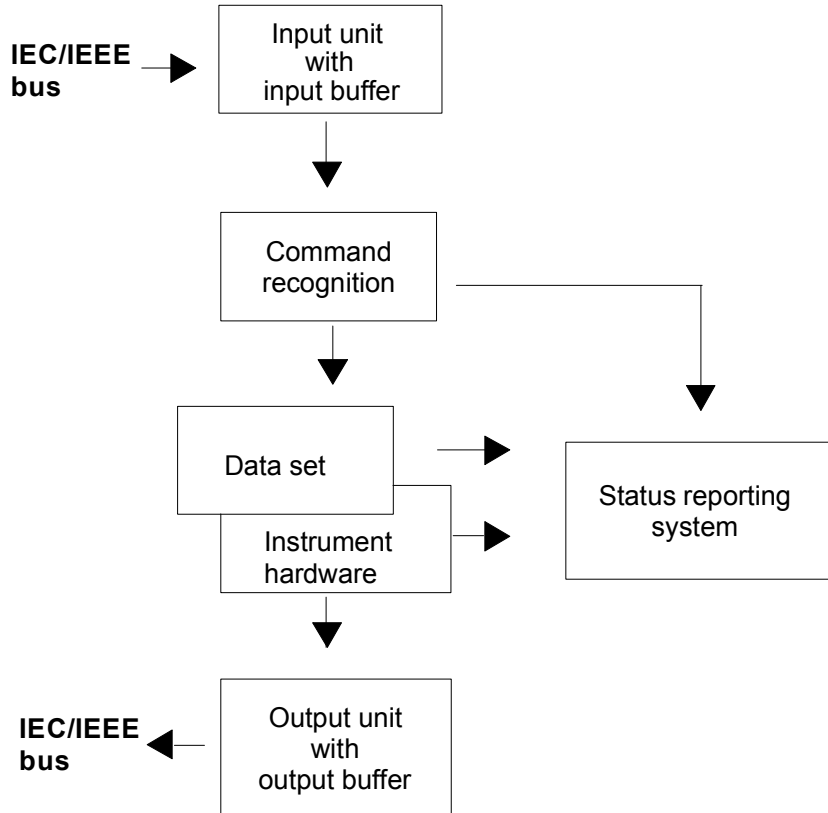 IEC/IEEE
bus
Input unit
with
input buffer
Command
recognition
Data set
Instrument
hardware
Status reporting
system
IEC/IEEE
bus
Output unit
with
output buffer